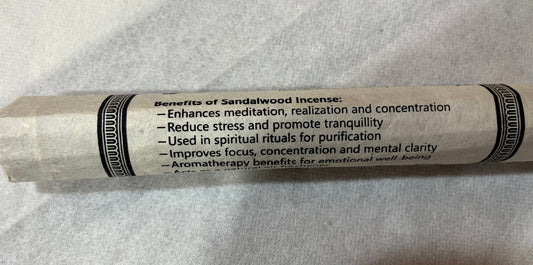 Benefits of Sandalwood Incense:
—Enhances meditation, realization and concentration
—Reduce stress and promote tranquillity
—Used in spiritual rituals for purification
—Improves focus, concentration and mental clarity
—Aromatherapy benefits for emotional well-being